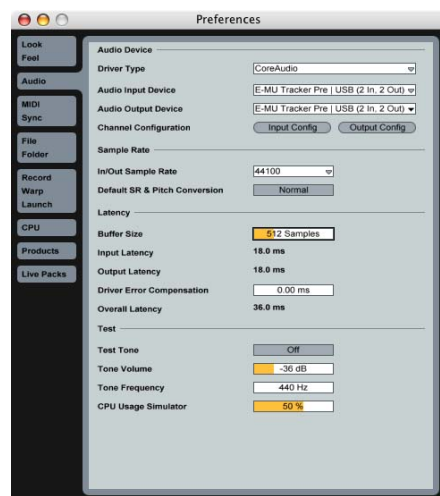 Preferences
Look
Feel
Audio
MIDI
Sync
File
Folder
Record
Warp
Launch
CPU
Products
Live Packs
Audio Device
Driver Type CoreAudio
Audio Input Device E-MU Tracker Pre | USB (2 In, 2 Out)
Audio Output Device E-MU Tracker Pre | USB (2 In, 2 Out)
Channel Configuration Input Config Output Config
Sample Rate
In/Out Sample Rate 44100
Default SR & Pitch Conversion Normal
Latency
Buffer Size 512 Samples
Input Latency 18.0 ms
Output Latency 18.0 ms
Driver Error Compensation 0.00 ms
Overall Latency 36.0 ms
Test
Test Tone Off
Tone Volume -36 dB
Tone Frequency 440 Hz
CPU Usage Simulator 50 %